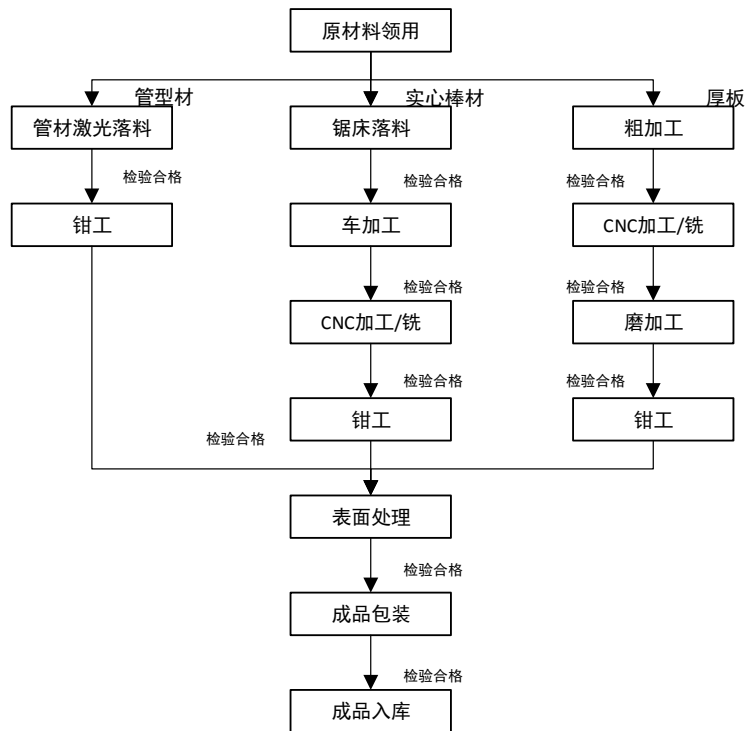 原材料领用
管型材
实心棒材
厚板
管材激光落料
锯床落料
粗加工
检验合格
检验合格
检验合格
钳工
车加工
CNC加工/铣
检验合格
检验合格
CNC加工/铣
磨加工
检验合格
检验合格
钳工
钳工
检验合格
表面处理
检验合格
成品包装
检验合格
成品入库